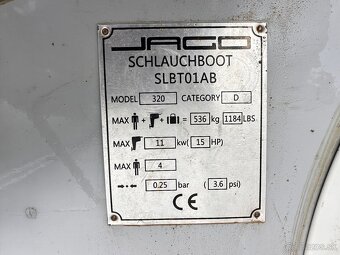 JAGO
SCHLAUCHBOOT
SLBT01AB
MODEL 320 CATEGORY D
MAX + + = 536 kg 1184 LBS
MAX 11 kw( 15 HP)
MAX 4
0.25 bar ( 3.6 psi)
CE